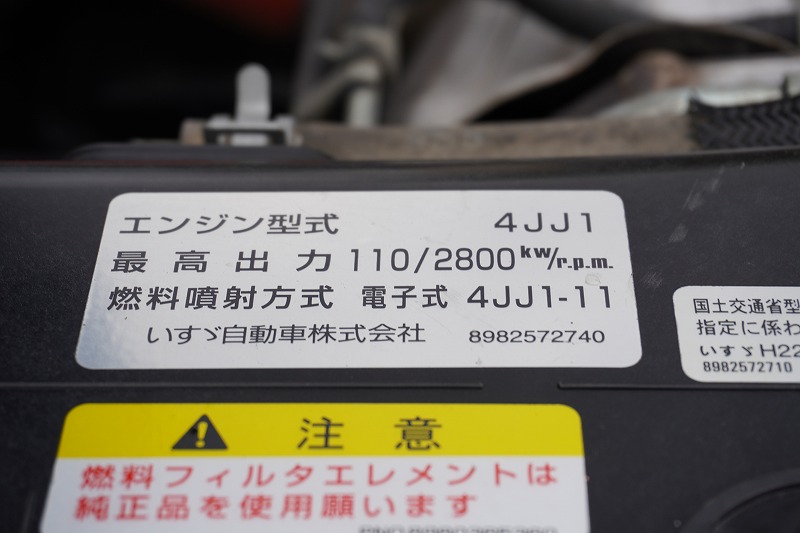 エンジン型式 4JJ1
最高出力 110/2800kw/r.p.m.
燃料噴射方式 電子式 4JJ1-11
いすゞ自動車株式会社 8982572740
国土交通省型
指定に係わ
いすゞH22
8982572710
注意
燃料フィルタエレメントは
純正品を使用願います